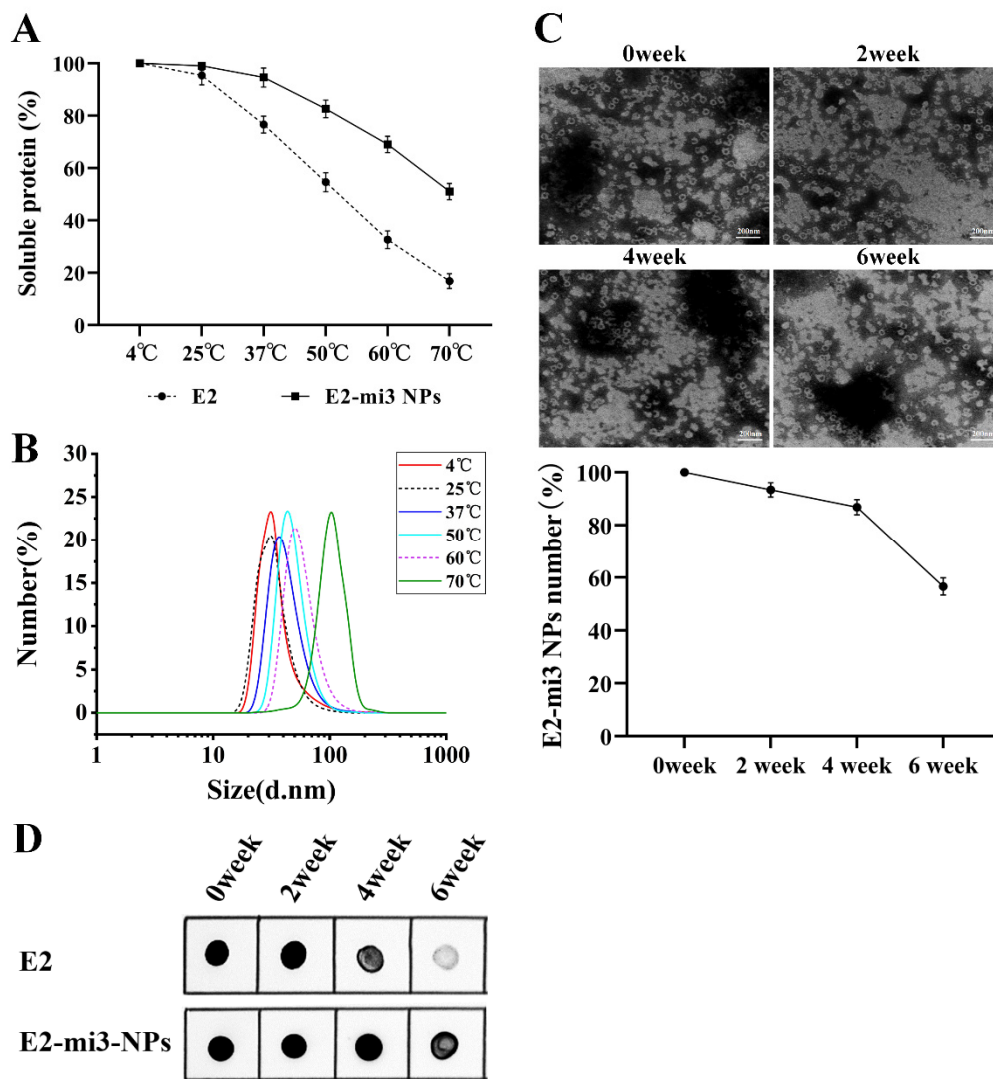 A
Soluble protein (%)
100
80
60
40
20
0
4℃ 25℃ 37℃ 50℃ 60℃ 70℃
E2 E2-mi3 NPs
B
Number(%)
30
25
20
15
10
5
0
4℃
25℃
37℃
50℃
60℃
70℃
1 10 100 1000
Size(d.nm)
C
0week 2week
200nm 200nm
4week 6week
200nm 200nm
E2-mi3 NPs number (%)
100
80
60
40
20
0
0week 2 week 4 week 6 week
D
0week 2week 4week 6week
E2
E2-mi3-NPs